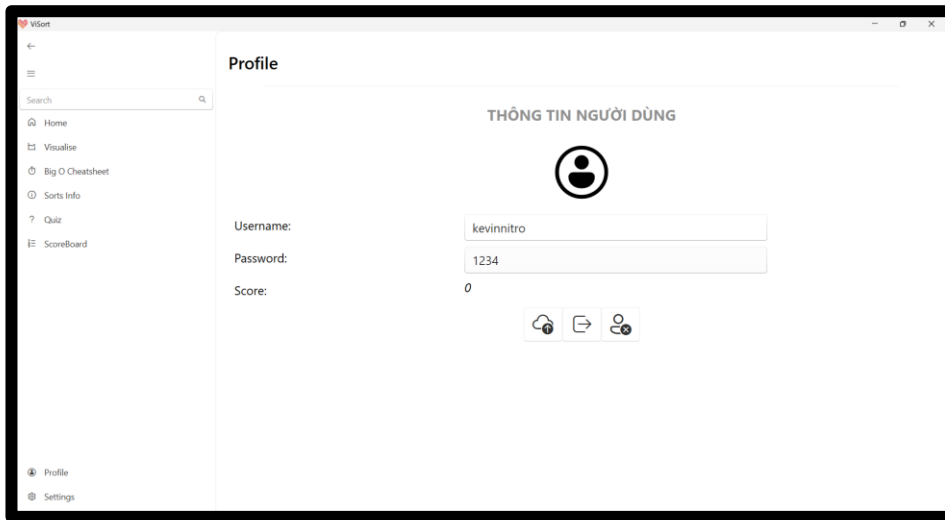 ViSort
Search
Home
Visualise
Big O Cheatsheet
Sorts Info
Quiz
ScoreBoard
Profile
Settings
Profile
THÔNG TIN NGƯỜI DÙNG
Username:
kevinnitro
Password:
1234
Score:
0